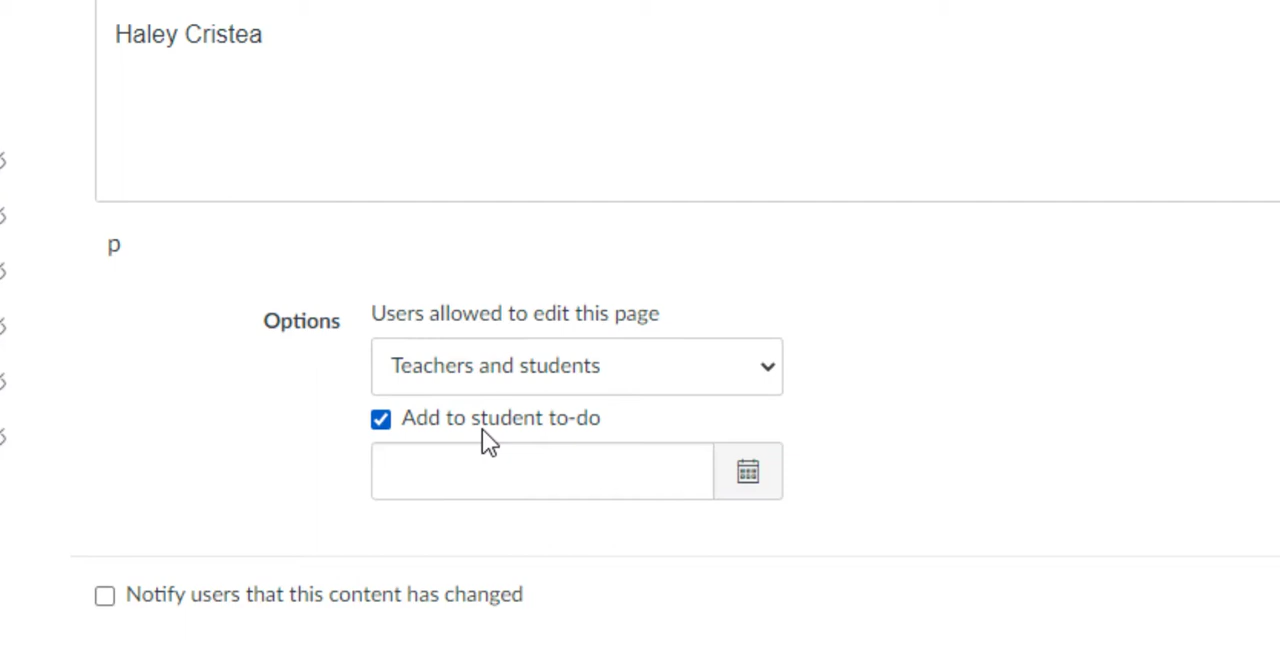 Haley Cristea
p
Options
Users allowed to edit this page
Teachers and students
Add to student to-do
Notify users that this content has changed